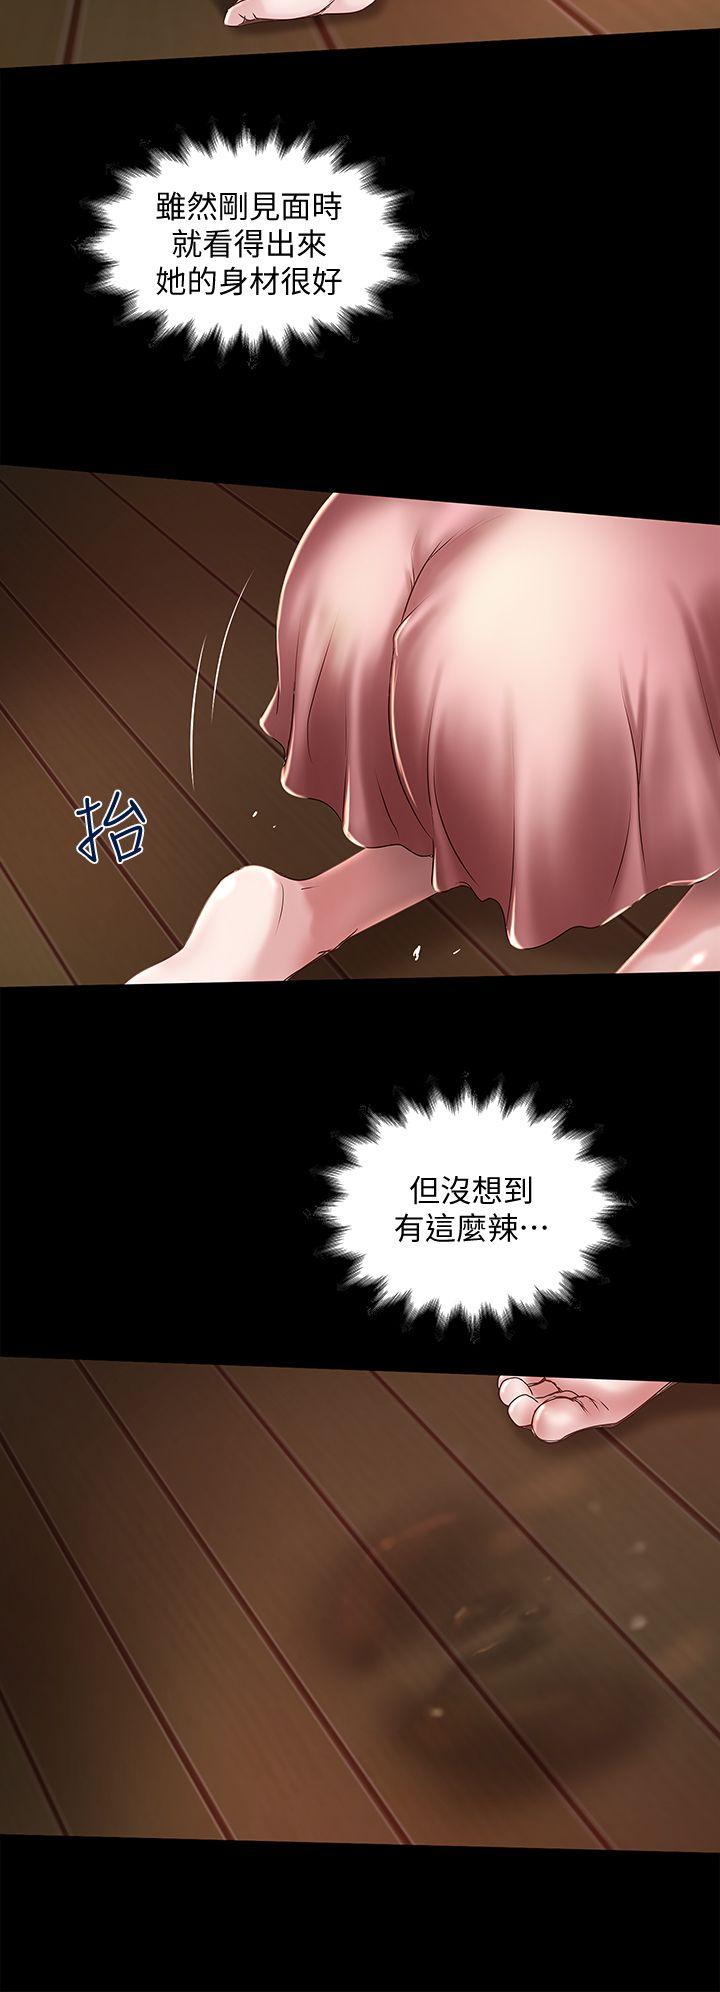 雖然剛見面時
就看得出來
她的身材很好
抬
但沒想到
有這麼辣⋯